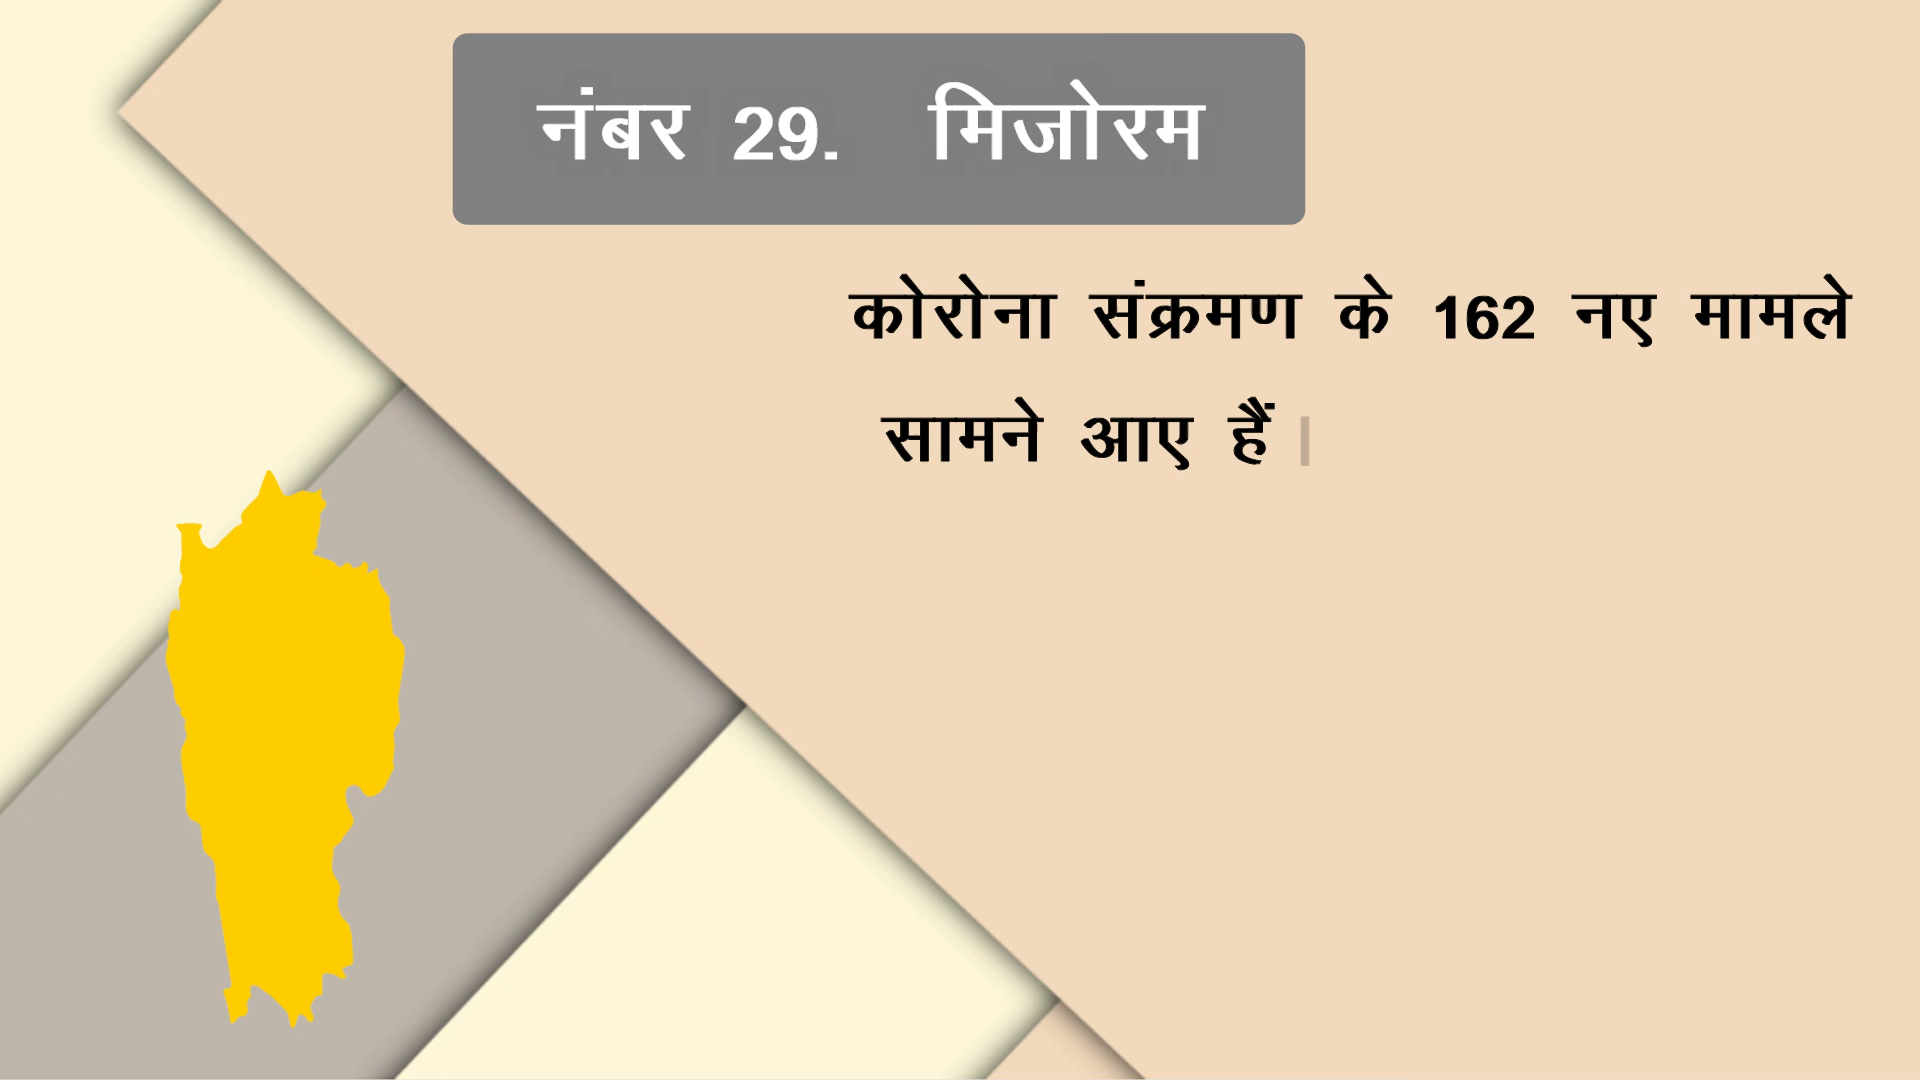 नंबर 29. मिजोरम
कोरोना संक्रमण के 162 नए मामले
सामने आए हैं |